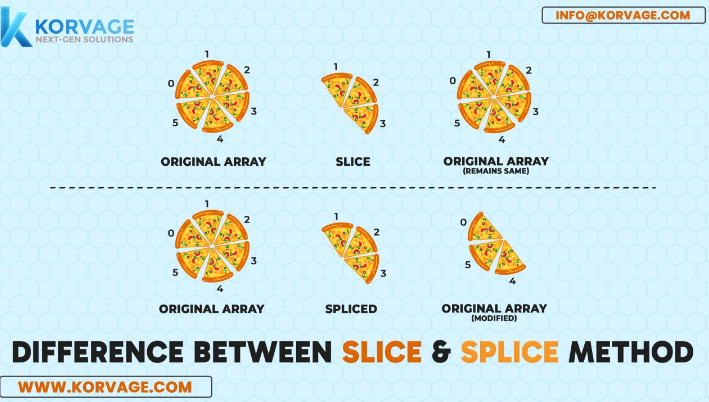 KORVAGE
NEXT-GEN SOLUTIONS
INFO@KORVAGE.COM
0 1 2 3 4 5
1 2 3
0 1 2 3 4 5
ORIGINAL ARRAY
SLICE
ORIGINAL ARRAY
(REMAINS SAME)
0 1 2 3 4 5
1 2 3
0 4 5
ORIGINAL ARRAY
SPLICED
ORIGINAL ARRAY
(MODIFIED)
DIFFERENCE BETWEEN SLICE & SPLICE METHOD
WWW.KORVAGE.COM